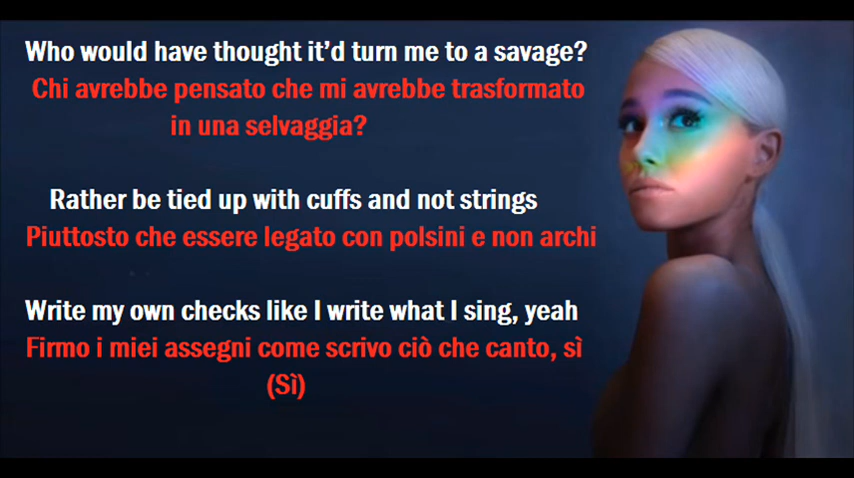 Who would have thought it'd turn me to a savage?
Chi avrebbe pensato che mi avrebbe trasformato
in una selvaggia?
Rather be tied up with cuffs and not strings
Piuttosto che essere legato con polsini e non archi
Write my own checks like I write what I sing, yeah
Firmo i miei assegni come scrivo ciò che canto, sì
(Sì)